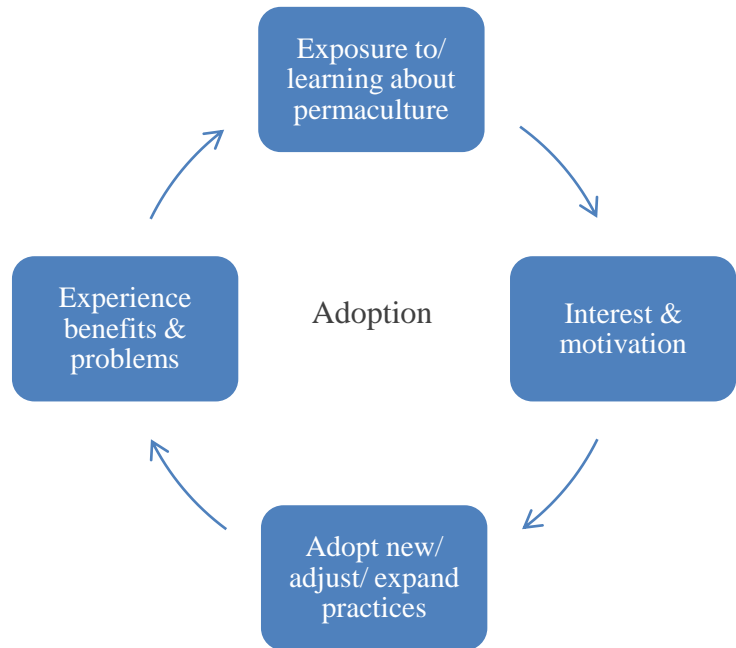 Exposure to/
learning about
permaculture
Experience
benefits &
problems
Adoption
Interest &
motivation
Adopt new/
adjust/ expand
practices